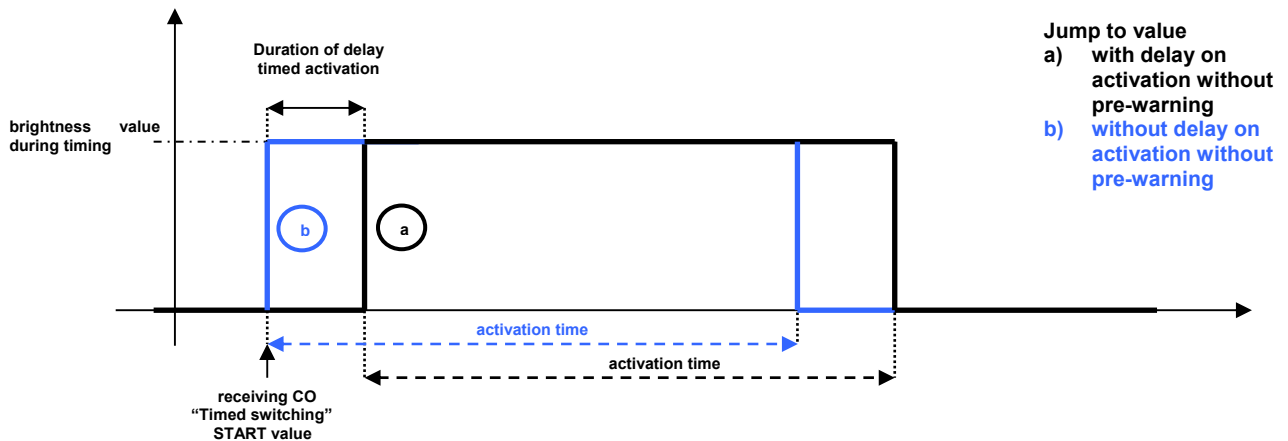 Duration of delay
timed activation
Jump to value
a) with delay on
activation without
pre-warning
b) without delay on
activation without
pre-warning
brightness value
during timing
b
a
activation time
activation time
receiving CO
“Timed switching”
START value